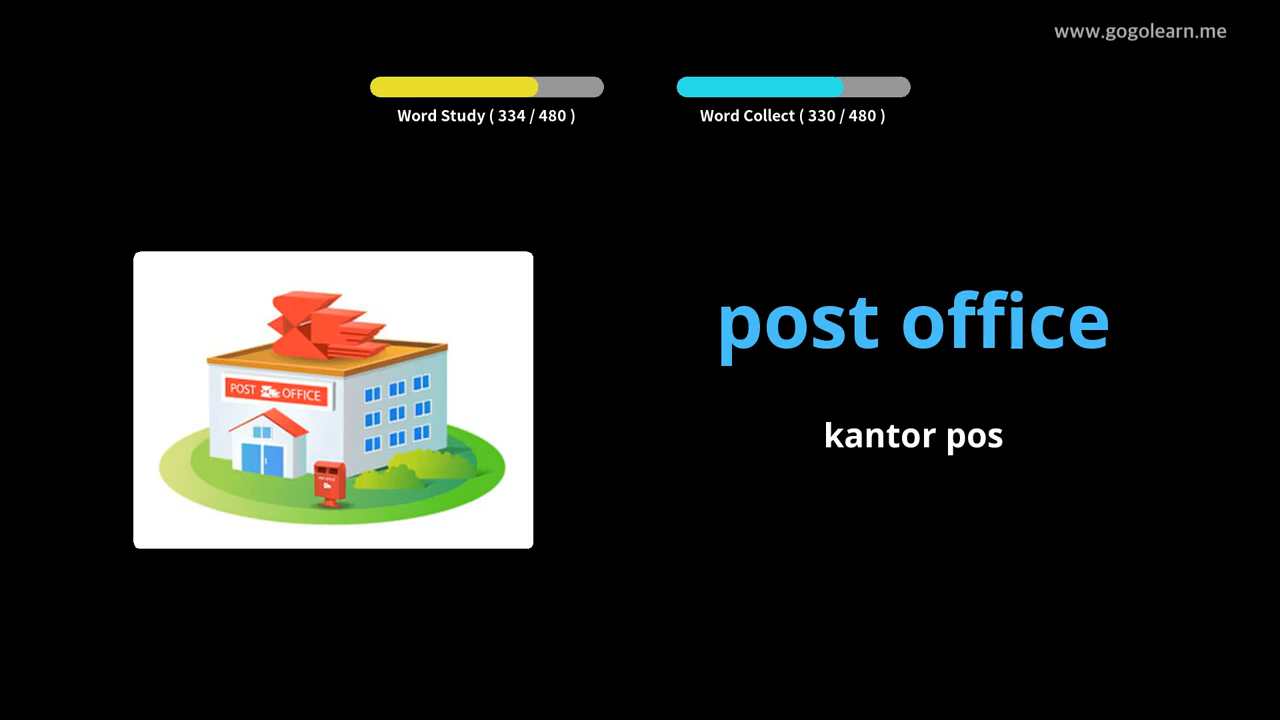 www.gogolearn.me
Word Study ( 334 / 480 )
Word Collect ( 330 / 480 )
POST OFFICE
post office
kantor pos